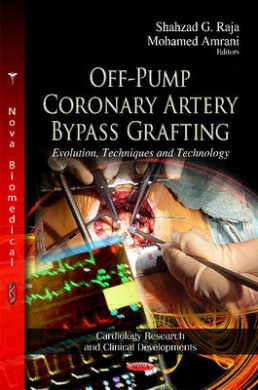 Shahzad G. Raja
Mohamed Amrani
Editors
OFF-PUMP
CORONARY ARTERY
BYPASS GRAFTING
Evolution, Techniques and Technology
Nova Biomedical
Cardiology Research
and Clinical Developments
NOVA